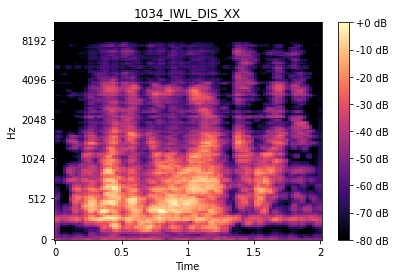 1034_IWL_DIS_XX
+0 dB
8192
-10 dB
4096
-20 dB
-30 dB
2048
Hz
-40 dB
1024
-50 dB
512
-60 dB
-70 dB
0
-80 dB
0
0.5
1
1.5
2
Time